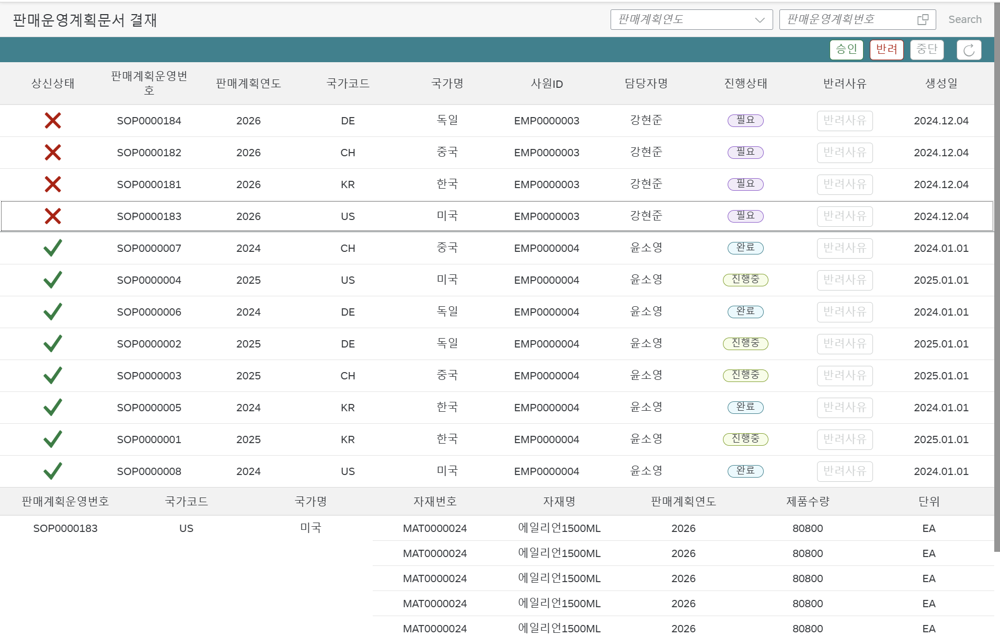 판매운영계획문서 결재 판매계획연도 판매운영계획번호 Search
승인 반려 중단
상신상태 판매계획운영번호 판매계획연도 국가코드 국가명 사원ID 담당자명 진행상태 반려사유 생성일
SOP0000184 2026 DE 독일 EMP0000003 강현준 필요 반려사유 2024.12.04
SOP0000182 2026 CH 중국 EMP0000003 강현준 필요 반려사유 2024.12.04
SOP0000181 2026 KR 한국 EMP0000003 강현준 필요 반려사유 2024.12.04
SOP0000183 2026 US 미국 EMP0000003 강현준 필요 반려사유 2024.12.04
SOP0000007 2024 CH 중국 EMP0000004 윤소영 완료 반려사유 2024.01.01
SOP0000004 2025 US 미국 EMP0000004 윤소영 진행중 반려사유 2025.01.01
SOP0000006 2024 DE 독일 EMP0000004 윤소영 완료 반려사유 2024.01.01
SOP0000002 2025 DE 독일 EMP0000004 윤소영 진행중 반려사유 2025.01.01
SOP0000003 2025 CH 중국 EMP0000004 윤소영 진행중 반려사유 2025.01.01
SOP0000005 2024 KR 한국 EMP0000004 윤소영 완료 반려사유 2024.01.01
SOP0000001 2025 KR 한국 EMP0000004 윤소영 진행중 반려사유 2025.01.01
SOP0000008 2024 US 미국 EMP0000004 윤소영 완료 반려사유 2024.01.01
판매계획운영번호 국가코드 국가명 자재번호 자재명 판매계획연도 제품수량 단위
SOP0000183 US 미국 MAT0000024 에일리언1500ML 2026 80800 EA
MAT0000024 에일리언1500ML 2026 80800 EA
MAT0000024 에일리언1500ML 2026 80800 EA
MAT0000024 에일리언1500ML 2026 80800 EA
MAT0000024 에일리언1500ML 2026 80800 EA